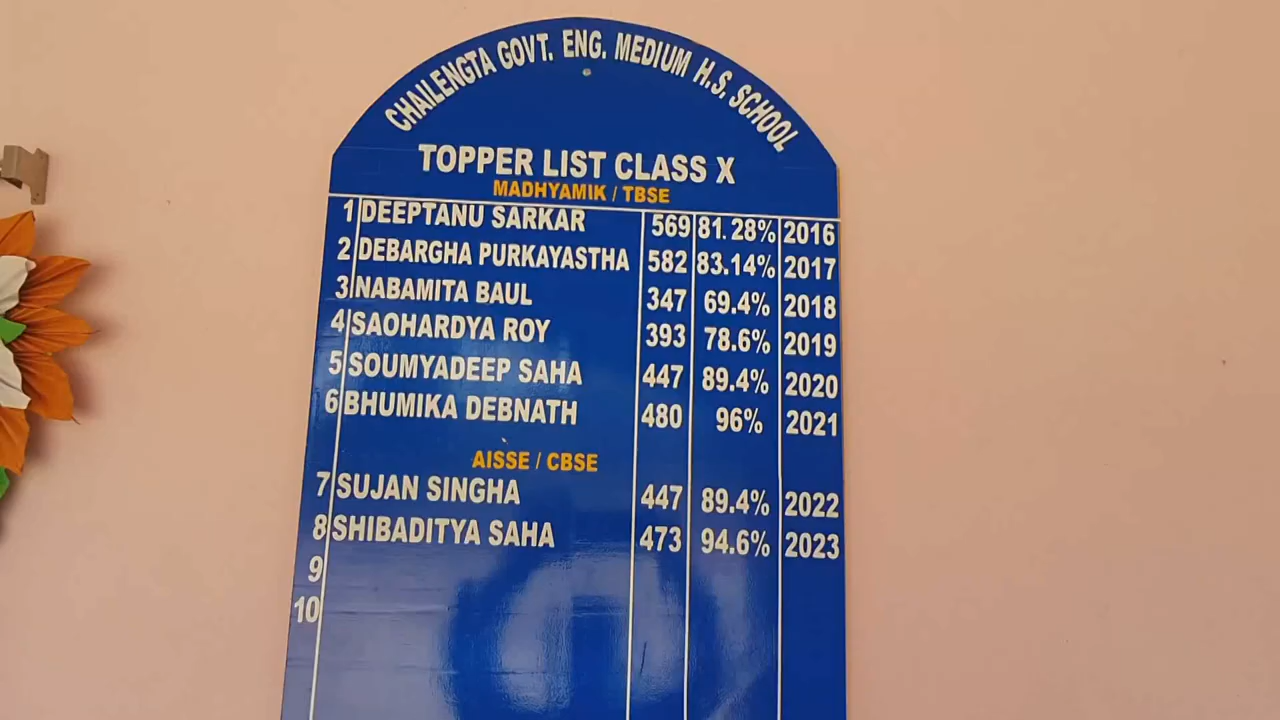 CHAILENGTA GOVT. ENG. MEDIUM H.S. SCHOOL
TOPPER LIST CLASS X
MADHYAMIK / TBSE
1 DEEPTANU SARKAR 569 81.28% 2016
2 DEBARGHA PURKAYASTHA 582 83.14% 2017
3 NABAMITA BAUL 347 69.4% 2018
4 SAOHARDYA ROY 393 78.6% 2019
5 SOUMYADEEP SAHA 447 89.4% 2020
6 BHUMIKA DEBNATH 480 96% 2021
AISSE / CBSE
7 SUJAN SINGHA 447 89.4% 2022
8 SHIBADITYA SAHA 473 94.6% 2023
9
10